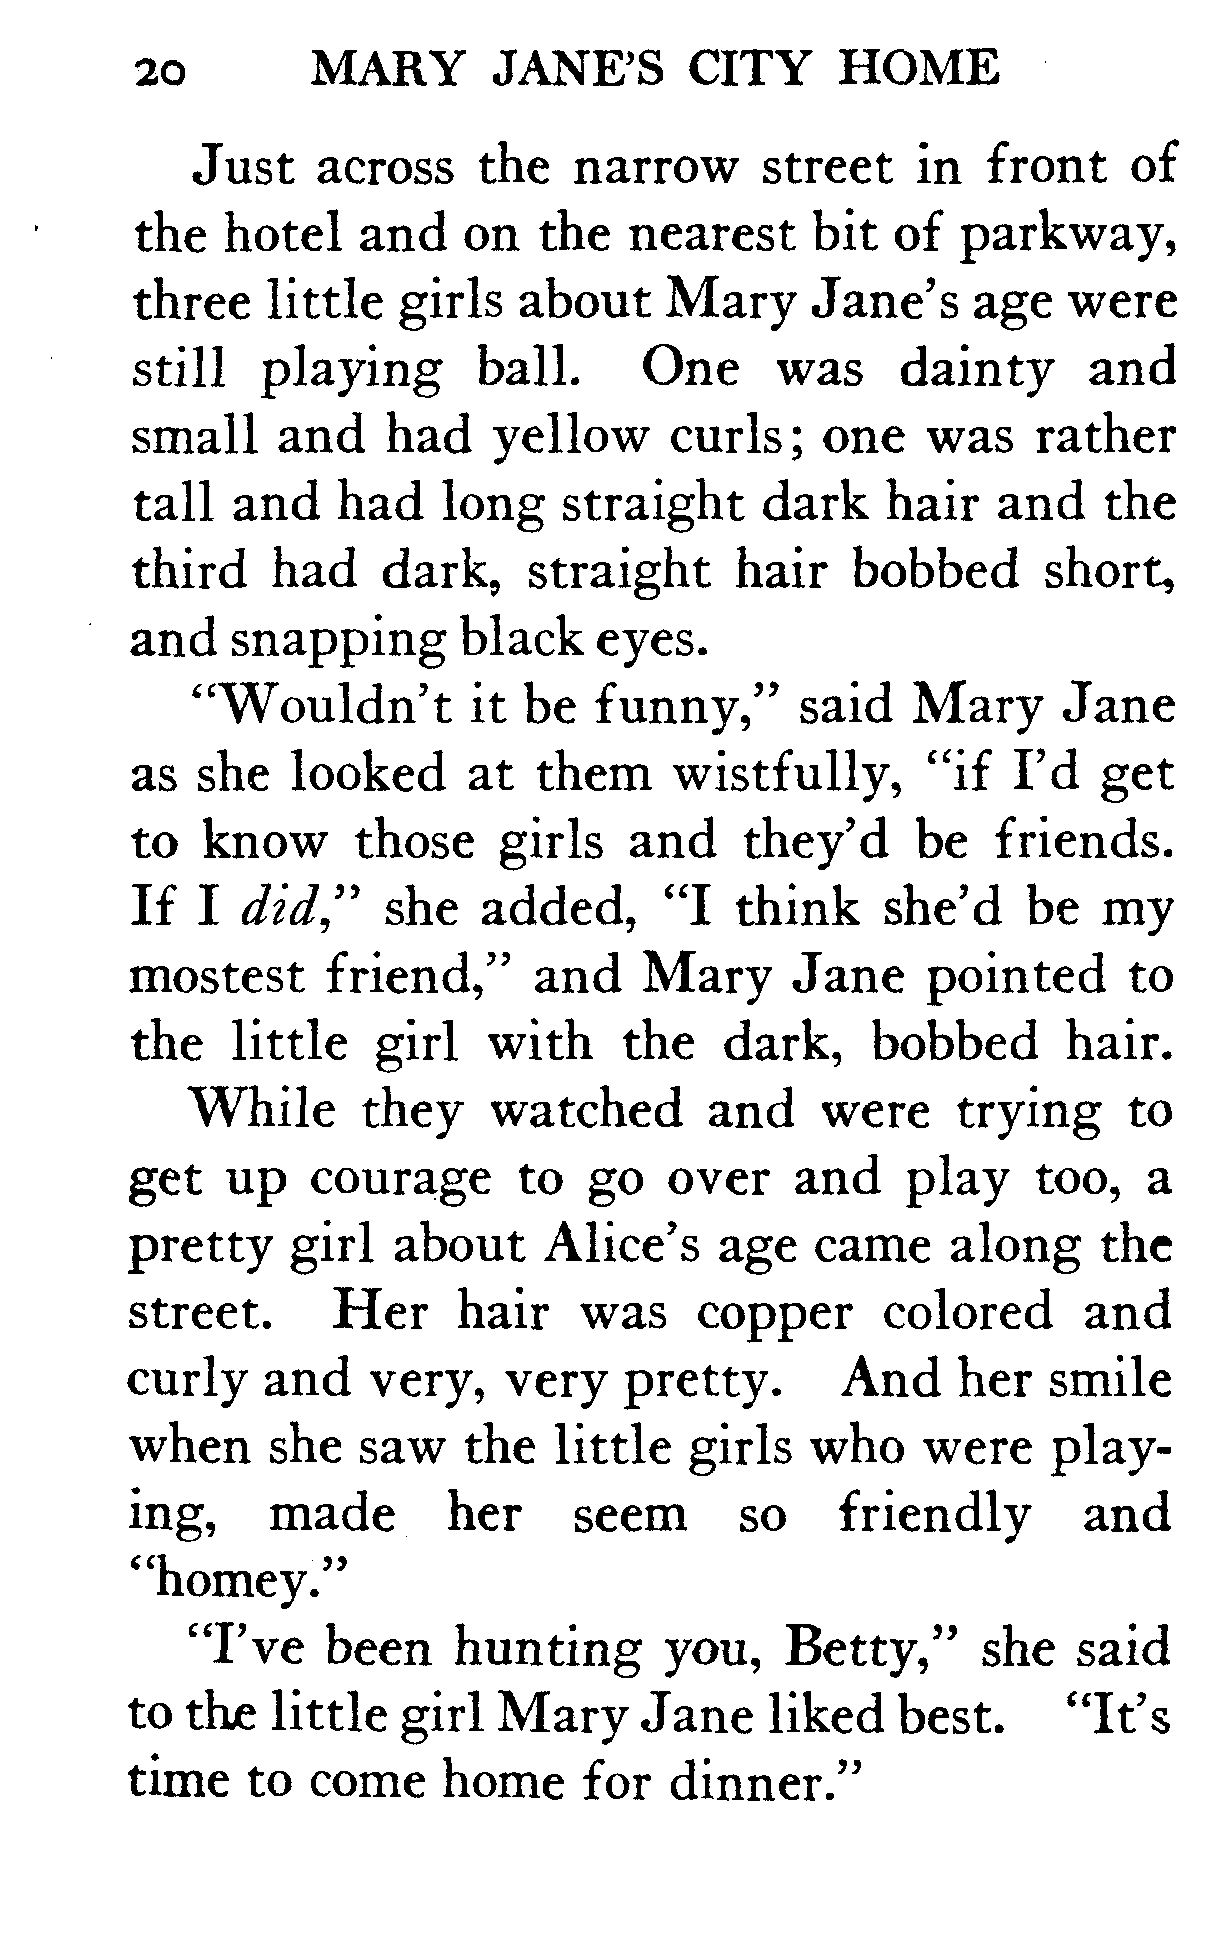 20 MARY JANE'S CITY HOME
Just across the narrow street in front of
the hotel and on the nearest bit of parkway,
three little girls about Mary Jane's age were
still playing ball. One was dainty and
small and had yellow curls; one was rather
tall and had long straight dark hair and the
third had dark, straight hair bobbed short,
and snapping black eyes.
"Wouldn't it be funny," said Mary Jane
as she looked at them wistfully, "if I'd get
to know those girls and they'd be friends.
If I did," she added, "I think she'd be my
mostest friend," and Mary Jane pointed to
the little girl with the dark, bobbed hair.
While they watched and were trying to
get up courage to go over and play too, a
pretty girl about Alice's age came along the
street. Her hair was copper colored and
curly and very, very pretty. And her smile
when she saw the little girls who were play-
ing, made her seem so friendly and
"homey."
"I've been hunting you, Betty," she said
to the little girl Mary Jane liked best. "It's
time to come home for dinner."